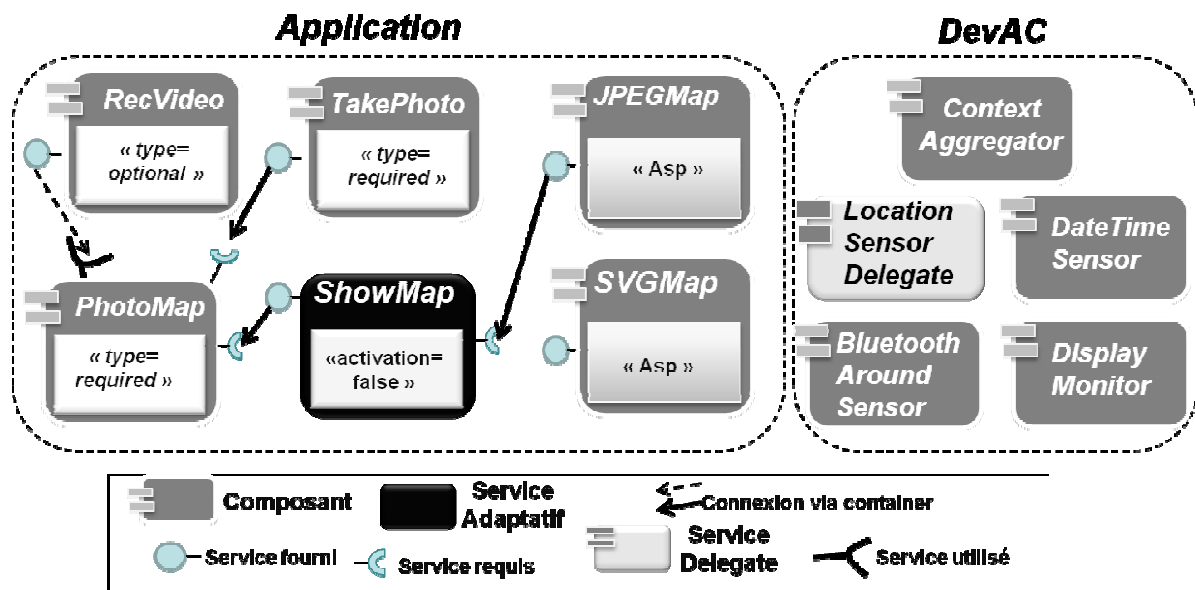 Application
DevAC
RecVideo
« type=
optional »
TakePhoto
« type=
required »
JPEGMap
« Asp »
Context
Aggregator
PhotoMap
« type=
required »
ShowMap
«activation=
false »
SVGMap
« Asp »
Location
Sensor
Delegate
DateTime
Sensor
Bluetooth
Around
Sensor
Display
Monitor
Composant
Service
Adaptatif
Connexion via container
Service fourni
Service requis
Service
Delegate
Service utilisé